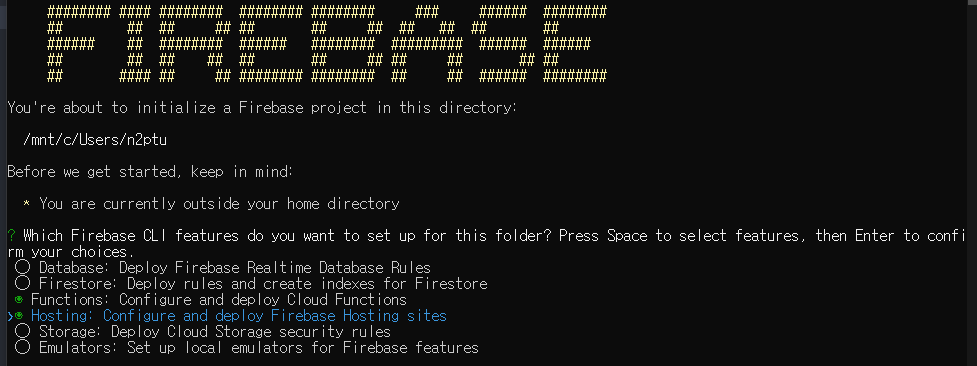 FIREBASE
You're about to initialize a Firebase project in this directory:
/mnt/c/Users/n2ptu
Before we get started, keep in mind:
* You are currently outside your home directory
? Which Firebase CLI features do you want to set up for this folder? Press Space to select features, then Enter to confi
rm your choices.
◯ Database: Deploy Firebase Realtime Database Rules
◯ Firestore: Deploy rules and create indexes for Firestore
◉ Functions: Configure and deploy Cloud Functions
❯◉ Hosting: Configure and deploy Firebase Hosting sites
◯ Storage: Deploy Cloud Storage security rules
◯ Emulators: Set up local emulators for Firebase features